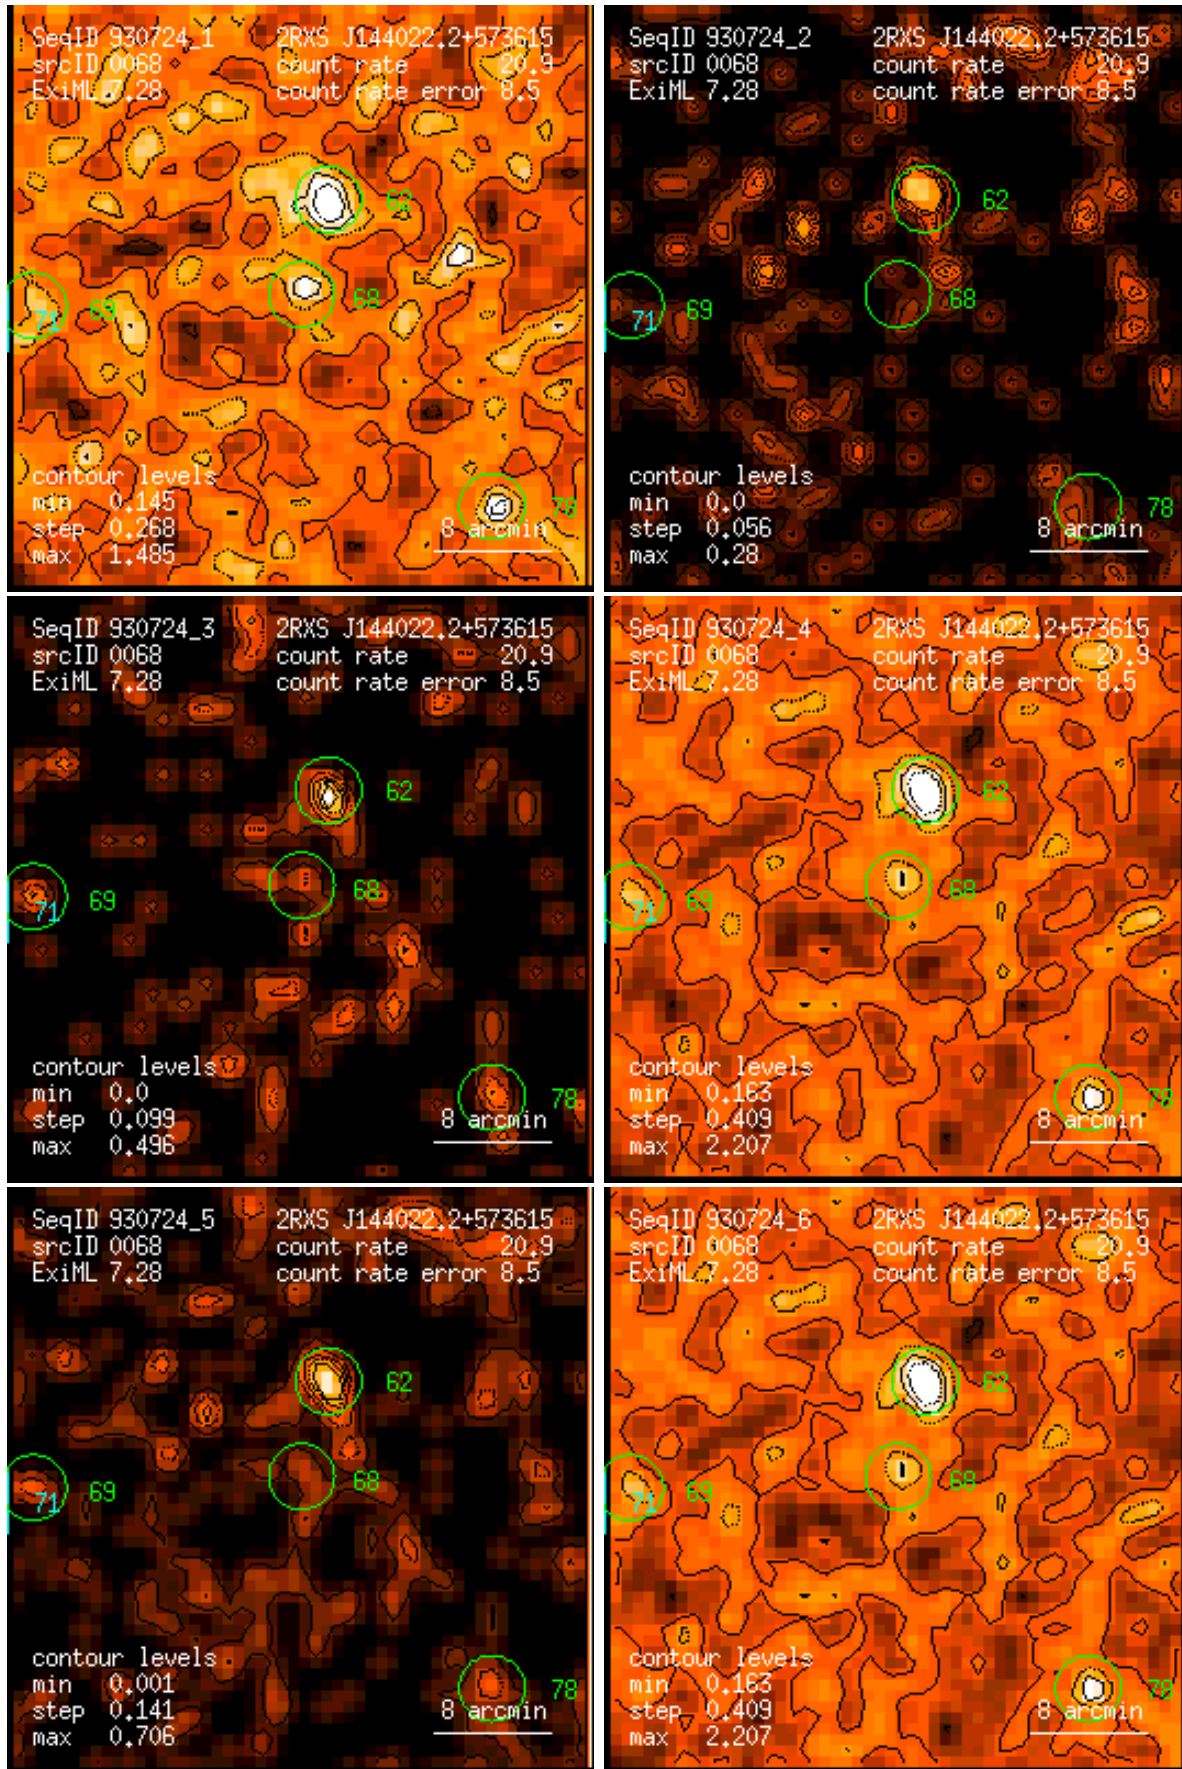 SeqID 930724_1 2RXS J144022.2+573615
srcID 0068 count rate 20.9
ExiML 7.28 count rate error 8.5
62
68
69
71
contour levels
min 0.145
78
step 0.268 8 arcmin
max 1.485
SeqID 930724_2 2RXS J144022.2+573615
srcID 0068 count rate 20.9
ExiML 7.28 count rate error 8.5
62
68
69
71
contour levels
min 0.0
78
step 0.056 8 arcmin
max 0.28
SeqID 930724_3 2RXS J144022.2+573615
srcID 0068 count rate 20.9
ExiML 7.28 count rate error 8.5
62
68
69
71
contour levels
min 0.0
78
step 0.099 8 arcmin
max 0.496
SeqID 930724_4 2RXS J144022.2+573615
srcID 0068 count rate 20.9
ExiML 7.28 count rate error 8.5
62
68
69
71
contour levels
min 0.163
78
step 0.409 8 arcmin
max 2.207
SeqID 930724_5 2RXS J144022.2+573615
srcID 0068 count rate 20.9
ExiML 7.28 count rate error 8.5
62
68
69
71
contour levels
min 0.001
78
step 0.141 8 arcmin
max 0.706
SeqID 930724_6 2RXS J144022.2+573615
srcID 0068 count rate 20.9
ExiML 7.28 count rate error 8.5
62
68
69
71
contour levels
min 0.163
78
step 0.409 8 arcmin
max 2.207